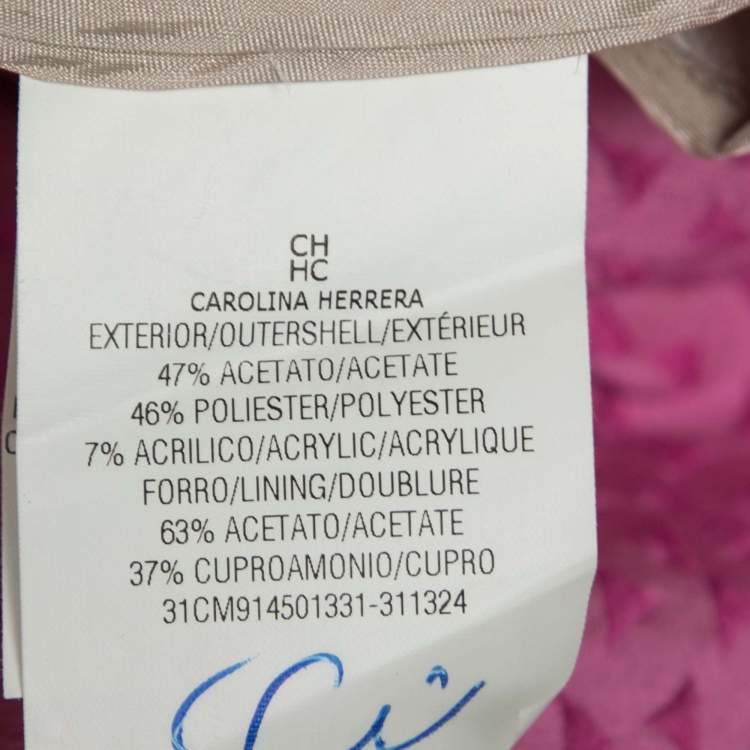 CH
HC
CAROLINA HERRERA
EXTERIOR/OUTERSHELL/EXTÉRIEUR
47% ACETATO/ACETATE
46% POLIESTER/POLYESTER
7% ACRILICO/ACRYLIC/ACRYLIQUE
FORRO/LINING/DOUBLURE
63% ACETATO/ACETATE
37% CUPROAMONIO/CUPRO
31CM914501331-311324